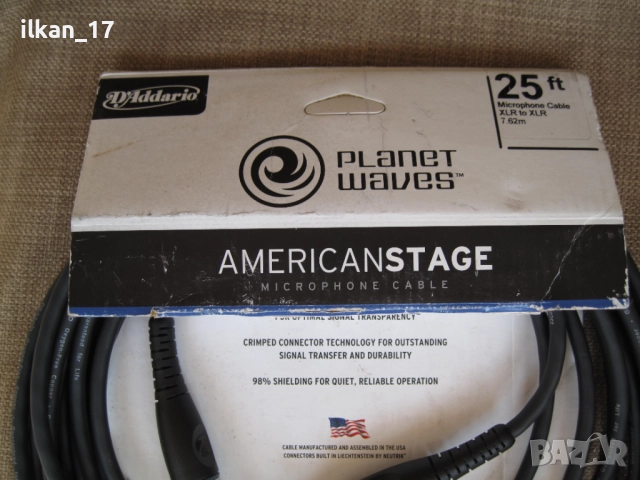 ilkan_17
D'Addario
25 ft
Microphone Cable
XLR to XLR
7.62m
PLANET
WAVES™
AMERICANSTAGE
MICROPHONE CABLE
FOR OPTIMAL SIGNAL TRANSPARENCY™
CRIMPED CONNECTOR TECHNOLOGY FOR OUTSTANDING
SIGNAL TRANSFER AND DURABILITY
98% SHIELDING FOR QUIET, RELIABLE OPERATION
CABLE MANUFACTURED AND ASSEMBLED IN THE USA
CONNECTORS BUILT IN LIECHTENSTEIN BY NEUTRIK™
BAZAR